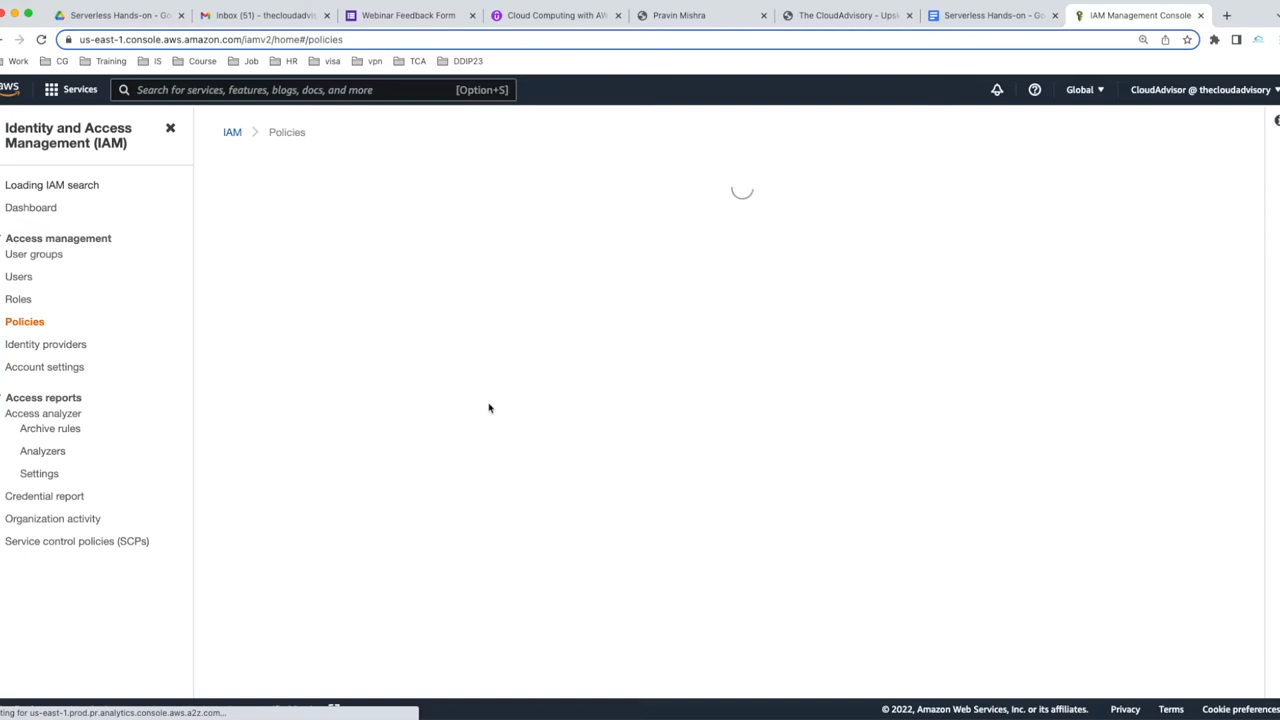 Serverless Hands-on - Go
Inbox (51) - thecloudadvis
Webinar Feedback Form
Cloud Computing with AW
Pravin Mishra
The CloudAdvisory - Upsk
Serverless Hands-on - Go
IAM Management Console
us-east-1.console.aws.amazon.com/iamv2/home#/policies
Work
CG
Training
IS
Course
Job
HR
visa
vpn
TCA
DDIP23
aws
Services
Search for services, features, blogs, docs, and more
[Option+S]
Global
CloudAdvisor @ thecloudadvisory
Identity and Access
Management (IAM)
IAM
Policies
Loading IAM search
Dashboard
Access management
User groups
Users
Roles
Policies
Identity providers
Account settings
Access reports
Access analyzer
Archive rules
Analyzers
Settings
Credential report
Organization activity
Service control policies (SCPs)
© 2022, Amazon Web Services, Inc. or its affiliates.
Privacy
Terms
Cookie preferences
ting for us-east-1.prod.pr.analytics.console.aws.a2z.com...